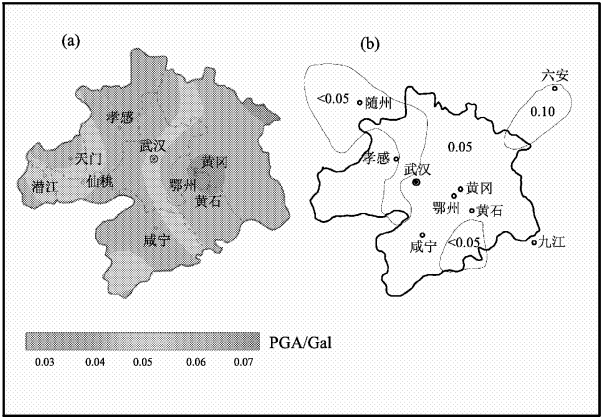 (a)
孝感
武汉
天门
黄冈
潜江
仙桃
鄂州
黄石
咸宁
PGA/Gal
0.03 0.04 0.05 0.06 0.07
(b)
六安
<0.05
随州
0.10
0.05
孝感
武汉
黄冈
鄂州
黄石
咸宁
<0.05
九江